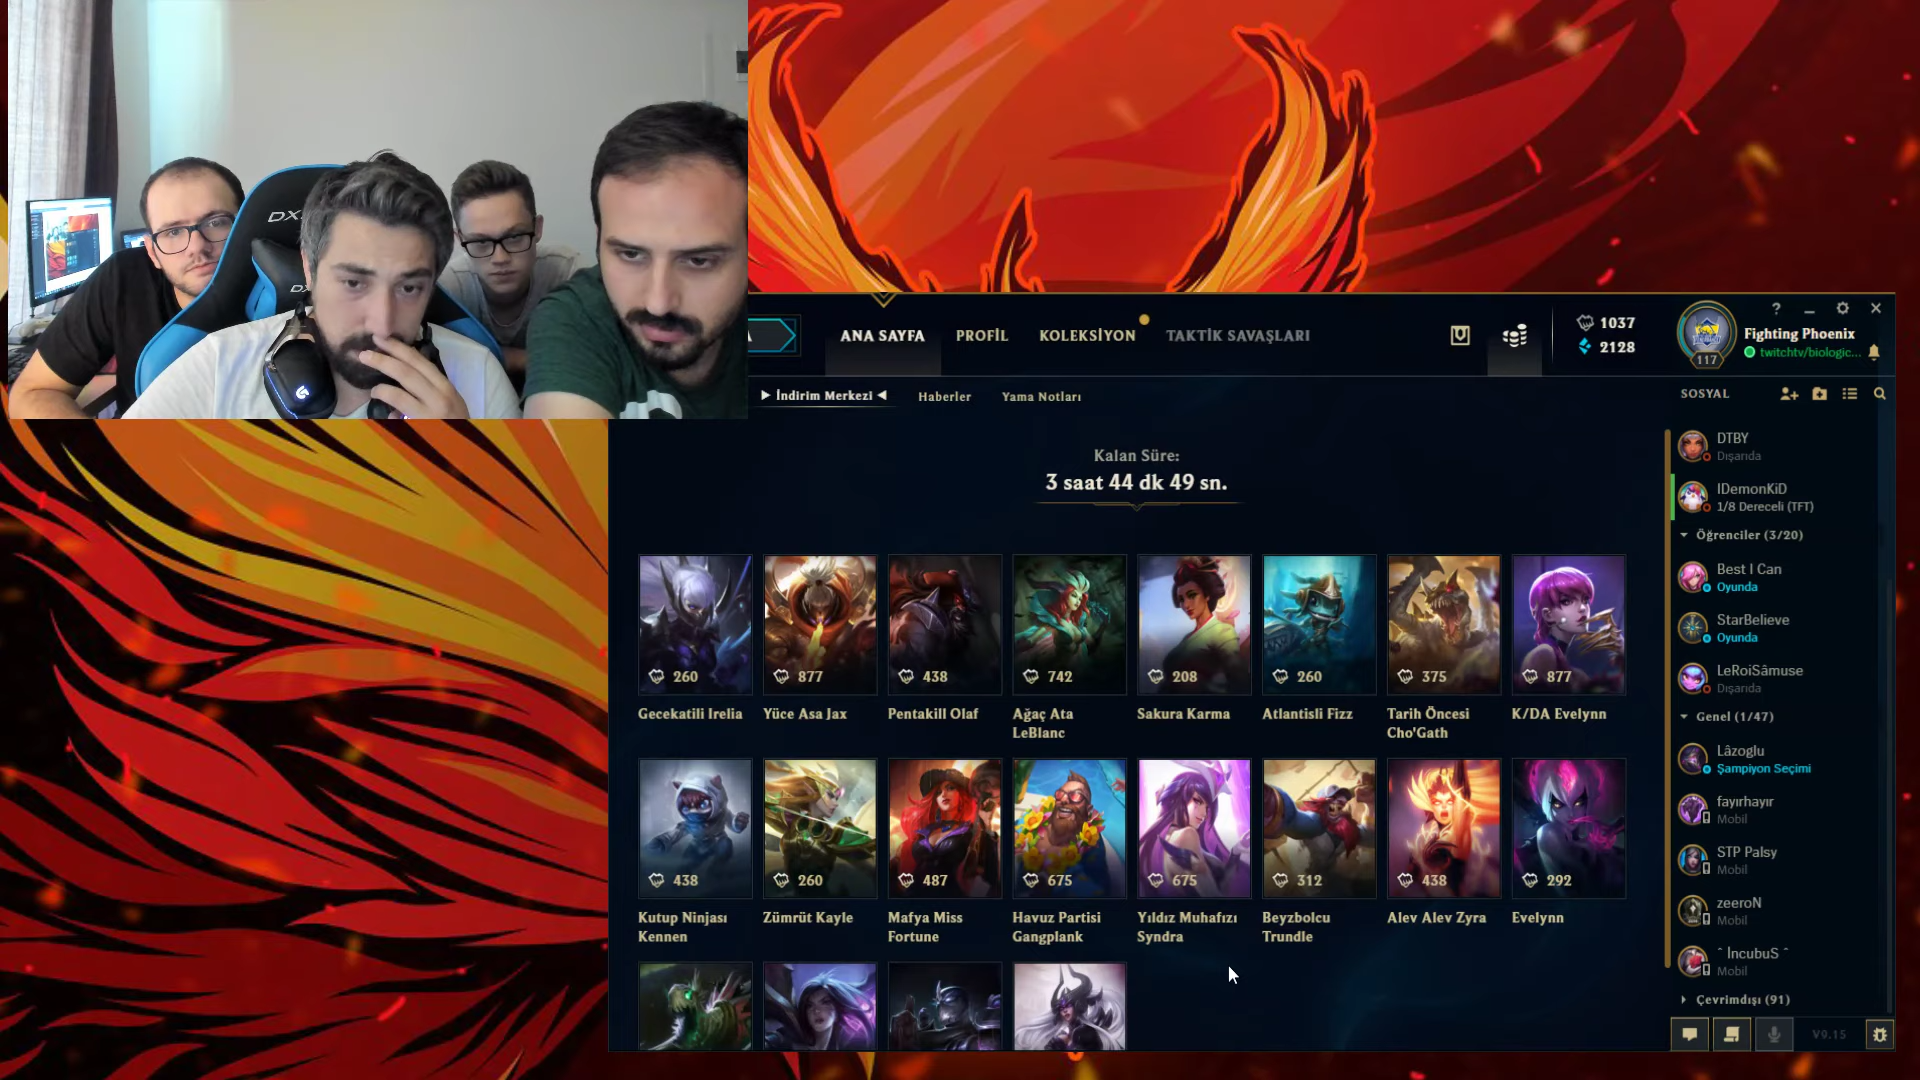 DX
DX
ANA SAYFA
PROFİL
KOLEKSİYON
TAKTİK SAVAŞLARI
1037
2128
117
Fighting Phoenix
twitchtv/biologic...
?
▶ İndirim Merkezi ◀
Haberler
Yama Notları
Kalan Süre:
3 saat 44 dk 49 sn.
260
877
438
742
208
260
375
877
Gecekatili Irelia
Yüce Asa Jax
Pentakill Olaf
Ağaç Ata
LeBlanc
Sakura Karma
Atlantisli Fizz
Tarih Öncesi
Cho'Gath
K/DA Evelynn
438
260
487
675
675
312
438
292
Kutup Ninjası
Kennen
Zümrüt Kayle
Mafya Miss
Fortune
Havuz Partisi
Gangplank
Yıldız Muhafızı
Syndra
Beyzbolcu
Trundle
Alev Alev Zyra
Evelynn
SOSYAL
DTBY
Dışarıda
IDemonKiD
1/8 Dereceli (TFT)
Öğrenciler (3/20)
Best I Can
Oyunda
StarBelieve
Oyunda
LeRoiSâmuse
Dışarıda
Genel (1/47)
Lâzoglu
Şampiyon Seçimi
fayırhayır
Mobil
STP Palsy
Mobil
zeeroN
Mobil
ˆ IncubuS ˆ
Mobil
Çevrimdışı (91)
V9.15